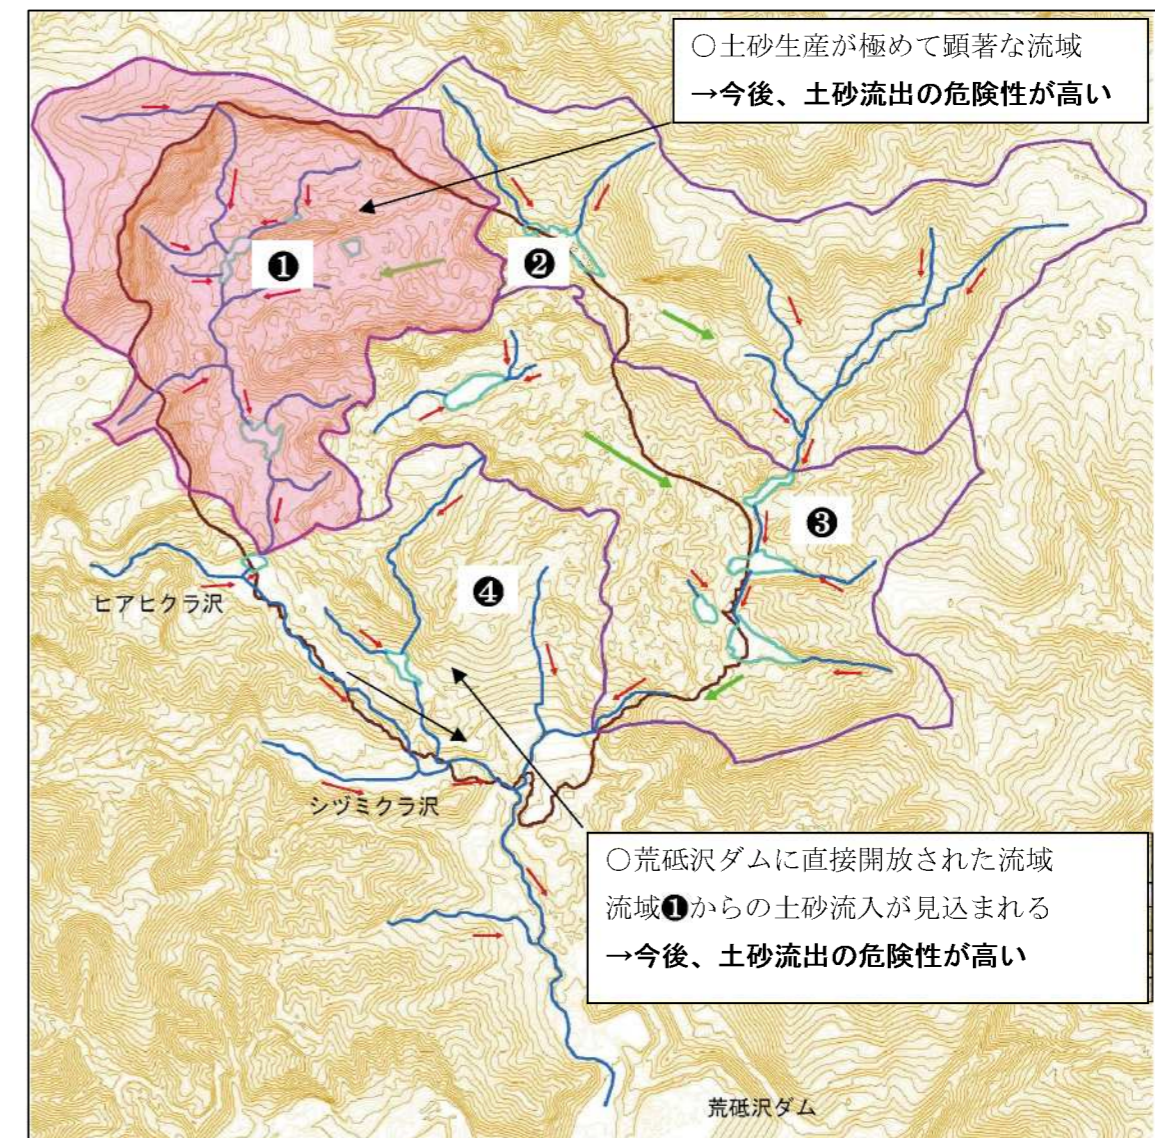 ○土砂生産が極めて顕著な流域
→今後、土砂流出の危険性が高い
❶
❷
❸
❹
ヒアヒクラ沢
シヅミクラ沢
○荒砥沢ダムに直接開放された流域
流域❶からの土砂流入が見込まれる
→今後、土砂流出の危険性が高い
荒砥沢ダム